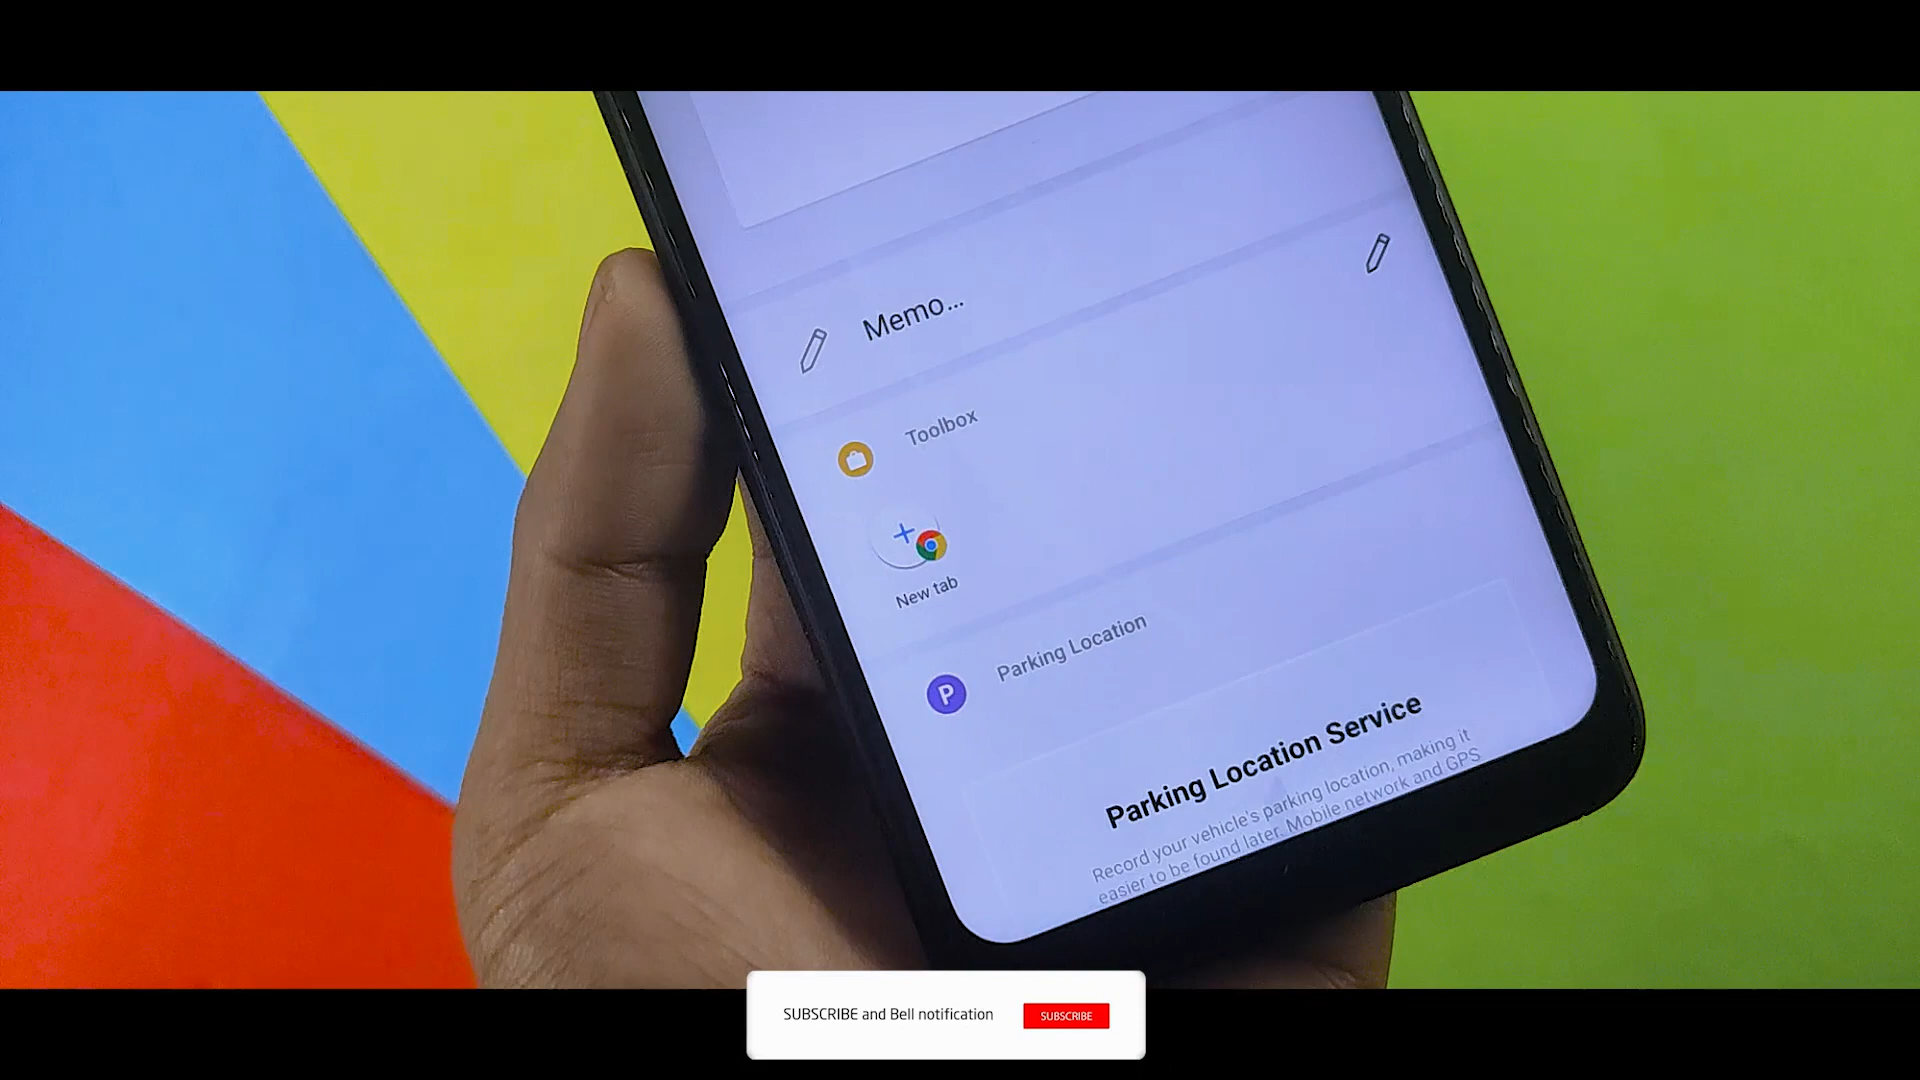 Memo...
Toolbox
New tab
P
Parking Location
Parking Location Service
Record your vehicle's parking location, making it
easier to be found later. Mobile network and GPS
SUBSCRIBE and Bell notification
SUBSCRIBE